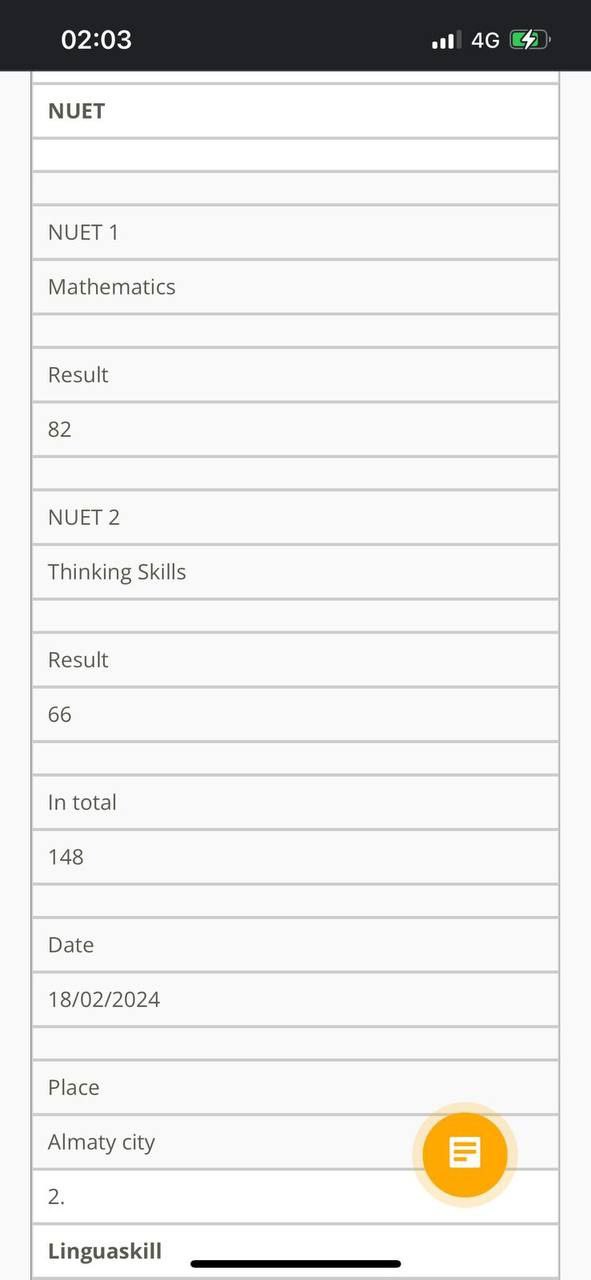 02:03
4G
NUET
NUET 1
Mathematics
Result
82
NUET 2
Thinking Skills
Result
66
In total
148
Date
18/02/2024
Place
Almaty city
2.
Linguaskill